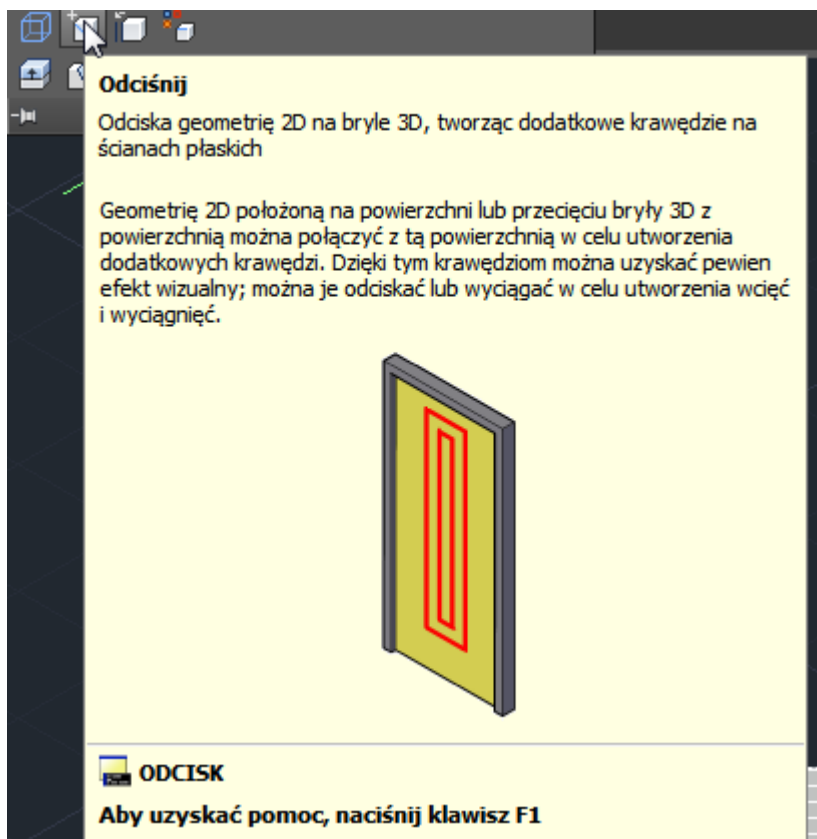 Odciśnij
Odciska geometrię 2D na bryle 3D, tworząc dodatkowe krawędzie na
ścianach płaskich
Geometrię 2D położoną na powierzchni lub przecięciu bryły 3D z
powierzchnią można połączyć z tą powierzchnią w celu utworzenia
dodatkowych krawędzi. Dzięki tym krawędziom można uzyskać pewien
efekt wizualny; można je odciskać lub wyciągać w celu utworzenia wcięć
i wyciągnięć.
ODCISK
Aby uzyskać pomoc, naciśnij klawisz F1